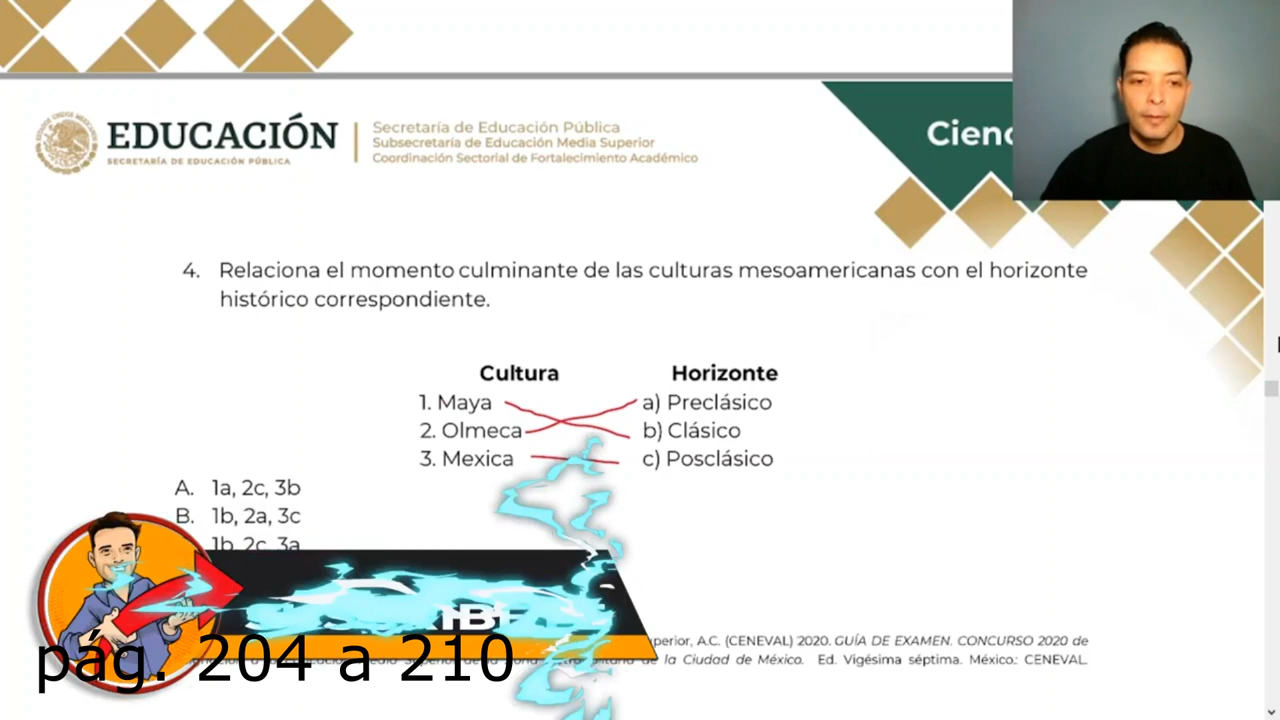 EDUCACIÓN
SECRETARÍA DE EDUCACIÓN PÚBLICA
Secretaría de Educación Pública
Subsecretaría de Educación Media Superior
Coordinación Sectorial de Fortalecimiento Académico
4. Relaciona el momento culminante de las culturas mesoamericanas con el horizonte
histórico correspondiente.
Cultura Horizonte
1. Maya a) Preclásico
2. Olmeca b) Clásico
3. Mexica c) Posclásico
A. 1a, 2c, 3b
B. 1b, 2a, 3c
1b, 2c, 3a
A.C. (CENEVAL) 2020. GUÍA DE EXAMEN. CONCURSO 2020 de
la Ciudad de México. Ed. Vigésima séptima. México.: CENEVAL.
pág. 204 a 210